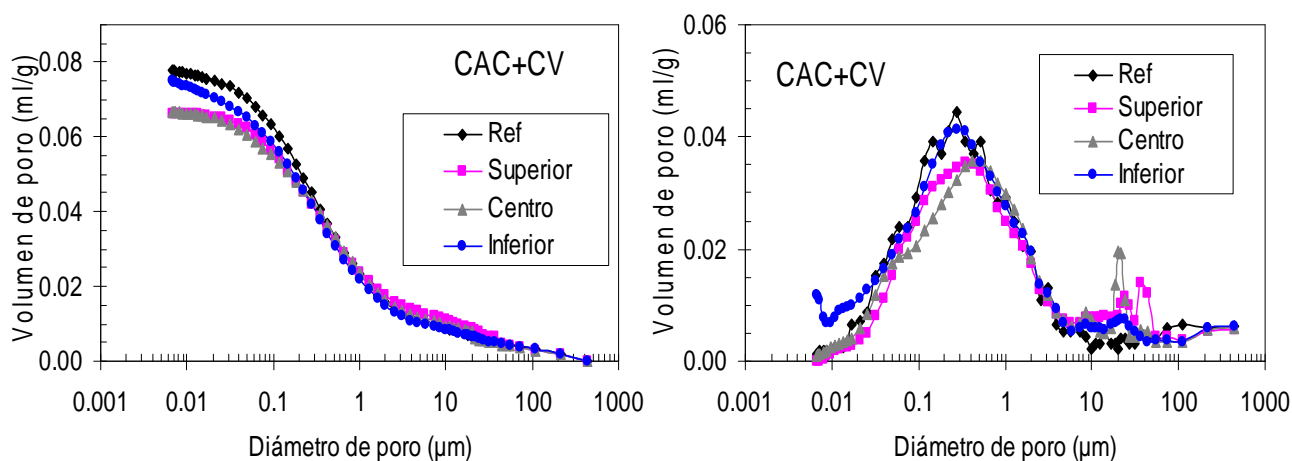 CAC+CV
Volumen de poro (ml/g)
0.08
0.06
0.04
0.02
0.00
Ref
Superior
Centro
Inferior
0.001 0.01 0.1 1 10 100 1000
Diámetro de poro (µm)
CAC+CV
Volumen de poro (ml/g)
0.06
0.04
0.02
0.00
Ref
Superior
Centro
Inferior
0.001 0.01 0.1 1 10 100 1000
Diámetro de poro (µm)